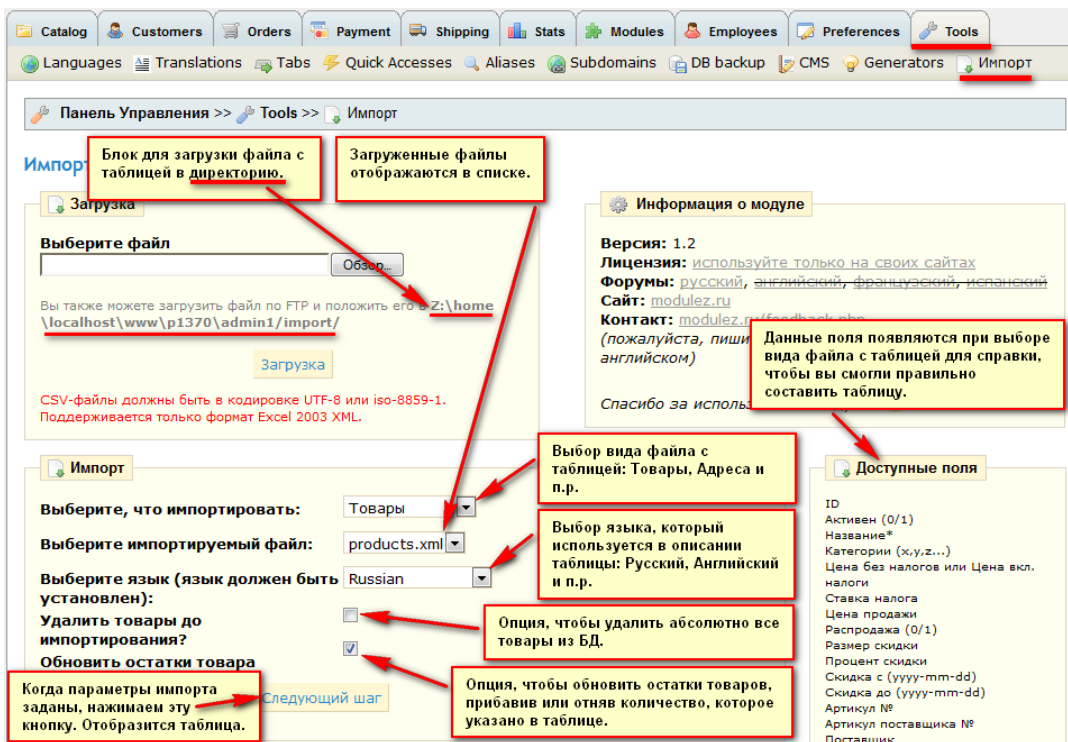 Catalog Customers Orders Payment Shipping Stats Modules Employees Preferences Tools
Languages Translations Tabs Quick Accesses Aliases Subdomains DB backup CMS Generators Импорт
Панель Управления >> Tools >> Импорт
Блок для загрузки файла с
таблицей в директорию.
Загруженные файлы
отображаются в списке.
Импорт
Загрузка
Выберите файл
Обзор...
Вы также можете загрузить файл по FTP и положить его в Z:\home
\localhost\www\p1370\admin1/import/
Загрузка
CSV-файлы должны быть в кодировке UTF-8 или iso-8859-1.
Поддерживается только формат Excel 2003 XML.
Информация о модуле
Версия: 1.2
Лицензия: используйте только на своих сайтах
Форумы: русский, английский, французский, испанский
Сайт: modulez.ru
Контакт: modulez.ru/feedback.php
(пожалуйста, пиши
английском)
Спасибо за использ
Данные поля появляются при выборе
вида файла с таблицей для справки,
чтобы вы смогли правильно
составить таблицу.
Импорт
Выберите, что импортировать: Товары
Выберите импортируемый файл: products.xml
Выберите язык (язык должен быть Russian
установлен):
Удалить товары до
импортирования?
Обновить остатки товара
Следующий шаг
Выбор вида файла с
таблицей: Товары, Адреса и
п.р.
Выбор языка, который
используется в описании
таблицы: Русский, Английский
и п.р.
Опция, чтобы удалить абсолютно все
товары из БД.
Опция, чтобы обновить остатки товаров,
прибавив или отняв количество, которое
указано в таблице.
Когда параметры импорта
заданы, нажимаем эту
кнопку. Отобразится таблица.
Доступные поля
ID
Активен (0/1)
Название*
Категории (x,y,z...)
Цена без налогов или Цена вкл.
налоги
Ставка налога
Цена продажи
Распродажа (0/1)
Размер скидки
Процент скидки
Скидка с (yyyy-mm-dd)
Скидка до (yyyy-mm-dd)
Артикул №
Артикул поставщика №
Поставщик